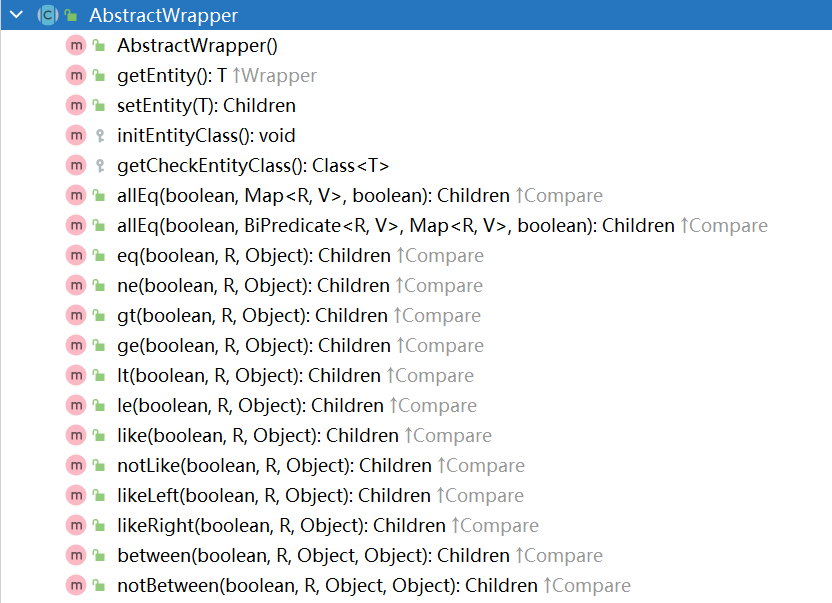 AbstractWrapper
AbstractWrapper()
getEntity(): T ↑Wrapper
setEntity(T): Children
initEntityClass(): void
getCheckEntityClass(): Class<T>
allEq(boolean, Map<R, V>, boolean): Children ↑Compare
allEq(boolean, BiPredicate<R, V>, Map<R, V>, boolean): Children ↑Compare
eq(boolean, R, Object): Children ↑Compare
ne(boolean, R, Object): Children ↑Compare
gt(boolean, R, Object): Children ↑Compare
ge(boolean, R, Object): Children ↑Compare
lt(boolean, R, Object): Children ↑Compare
le(boolean, R, Object): Children ↑Compare
like(boolean, R, Object): Children ↑Compare
notLike(boolean, R, Object): Children ↑Compare
likeLeft(boolean, R, Object): Children ↑Compare
likeRight(boolean, R, Object): Children ↑Compare
between(boolean, R, Object, Object): Children ↑Compare
notBetween(boolean, R, Object, Object): Children ↑Compare